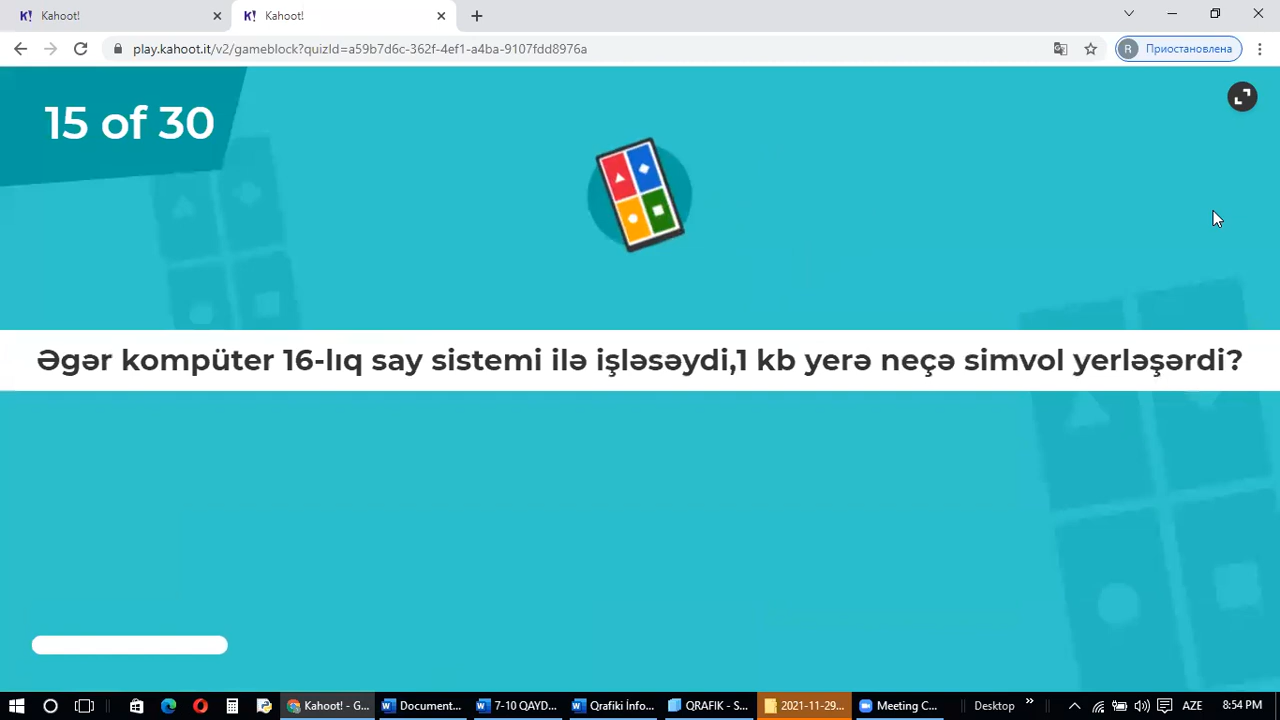 Kahoot!
Kahoot!
play.kahoot.it/v2/gameblock?quizId=a59b7d6c-362f-4ef1-a4ba-9107fdd8976a
R Приостановлена
15 of 30
Əgər kompüter 16-lıq say sistemi ilə işləsəydi,1 kb yerə neçə simvol yerləşərdi?
Kahoot! - G...
Document...
7-10 QAYD...
Qrafiki İnfo...
QRAFIK - S...
2021-11-29...
Meeting C...
Desktop
AZE
8:54 PM